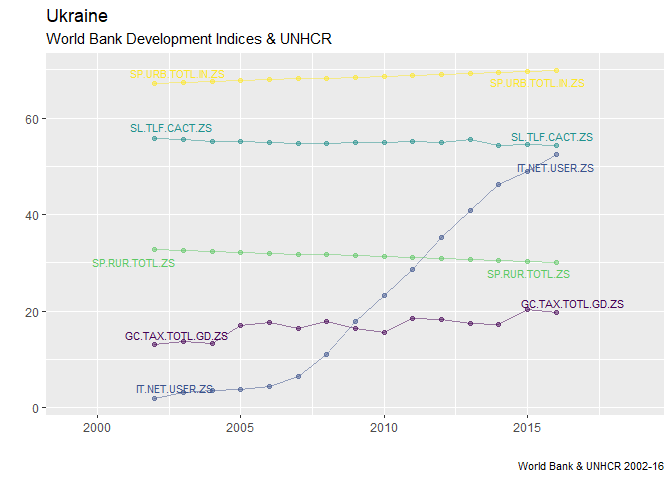 Ukraine
World Bank Development Indices & UNHCR
SP.URB.TOTL.IN.ZS
SP.URB.TOTL.IN.ZS
60
SL.TLF.CACT.ZS
SL.TLF.CACT.ZS
IT.NET.USER.ZS
40
SP.RUR.TOTL.ZS
SP.RUR.TOTL.ZS
20
GC.TAX.TOTL.GD.ZS
GC.TAX.TOTL.GD.ZS
IT.NET.USER.ZS
0
2000
2005
2010
2015
World Bank & UNHCR 2002-16